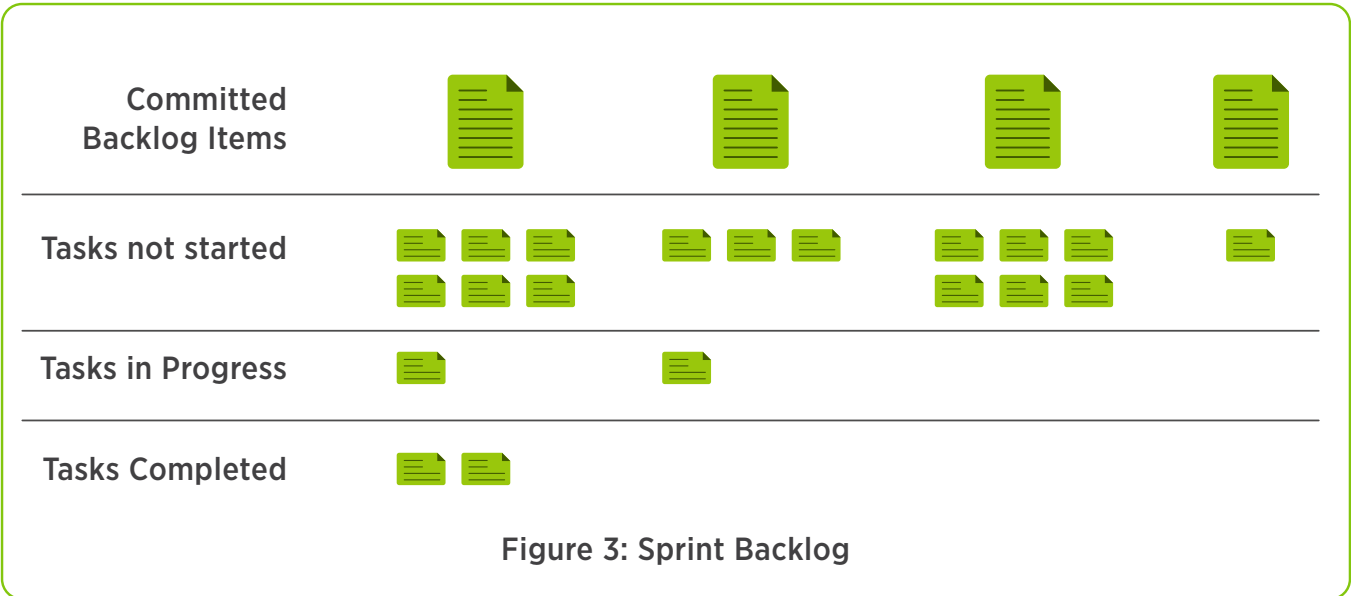 Committed
Backlog Items
Tasks not started
Tasks in Progress
Tasks Completed
Figure 3: Sprint Backlog